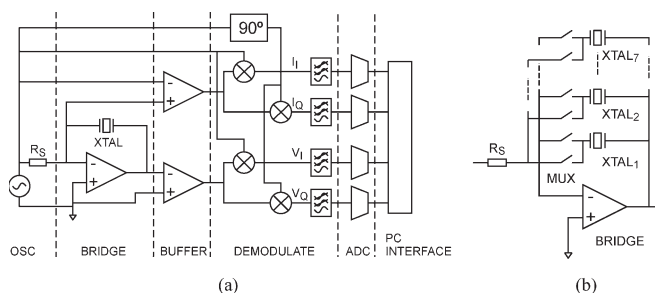 90º
I_I
I_Q
V_I
V_Q
-
+
R_S
XTAL
-
+
-
+
OSC
BRIDGE
BUFFER
DEMODULATE
ADC
PC
INTERFACE
(a)
XTAL_7
XTAL_2
XTAL_1
R_S
MUX
-
+
BRIDGE
(b)